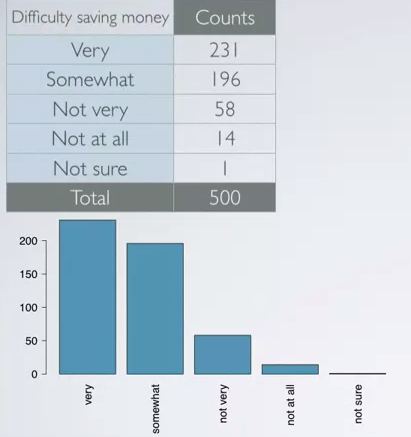 Difficulty saving money Counts
Very 231
Somewhat 196
Not very 58
Not at all 14
Not sure 1
Total 500
200
150
100
50
0
very somewhat not very not at all not sure